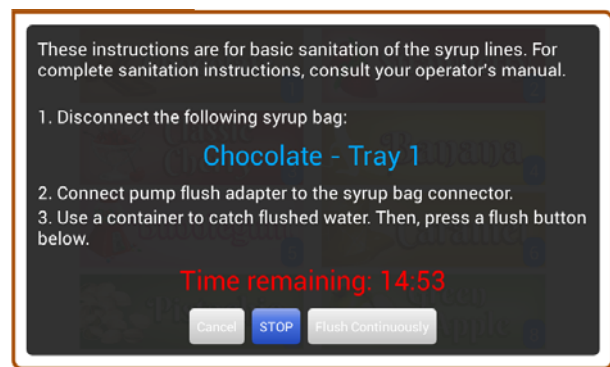 These instructions are for basic sanitation of the syrup lines. For
complete sanitation instructions, consult your operator's manual.
1. Disconnect the following syrup bag:
Chocolate - Tray 1
2. Connect pump flush adapter to the syrup bag connector.
3. Use a container to catch flushed water. Then, press a flush button
below.
Time remaining: 14:53
Cancel STOP Flush Continuously